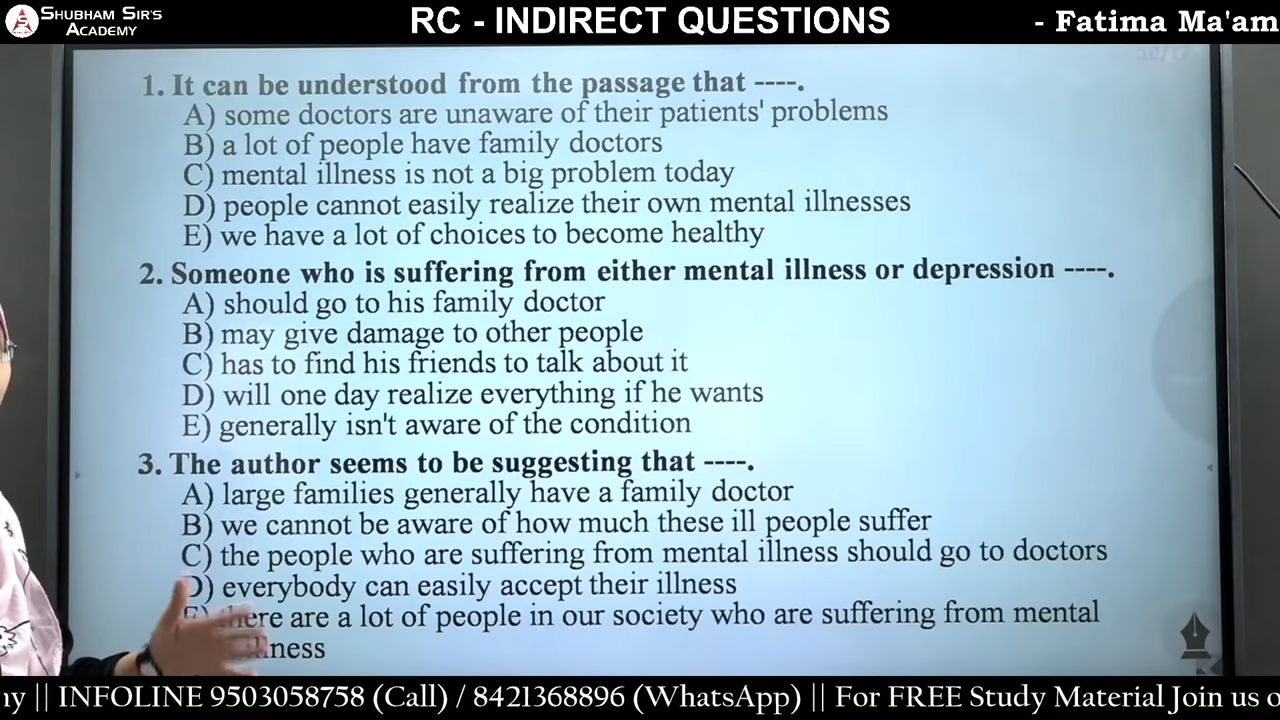 SHUBHAM SIR'S
ACADEMY
RC - INDIRECT QUESTIONS
- Fatima Ma'am
1. It can be understood from the passage that ----.
A) some doctors are unaware of their patients' problems
B) a lot of people have family doctors
C) mental illness is not a big problem today
D) people cannot easily realize their own mental illnesses
E) we have a lot of choices to become healthy
2. Someone who is suffering from either mental illness or depression ----.
A) should go to his family doctor
B) may give damage to other people
C) has to find his friends to talk about it
D) will one day realize everything if he wants
E) generally isn't aware of the condition
3. The author seems to be suggesting that ----.
A) large families generally have a family doctor
B) we cannot be aware of how much these ill people suffer
C) the people who are suffering from mental illness should go to doctors
D) everybody can easily accept their illness
E) there are a lot of people in our society who are suffering from mental
illness
|| INFOLINE 9503058758 (Call) / 8421368896 (WhatsApp) || For FREE Study Material Join us